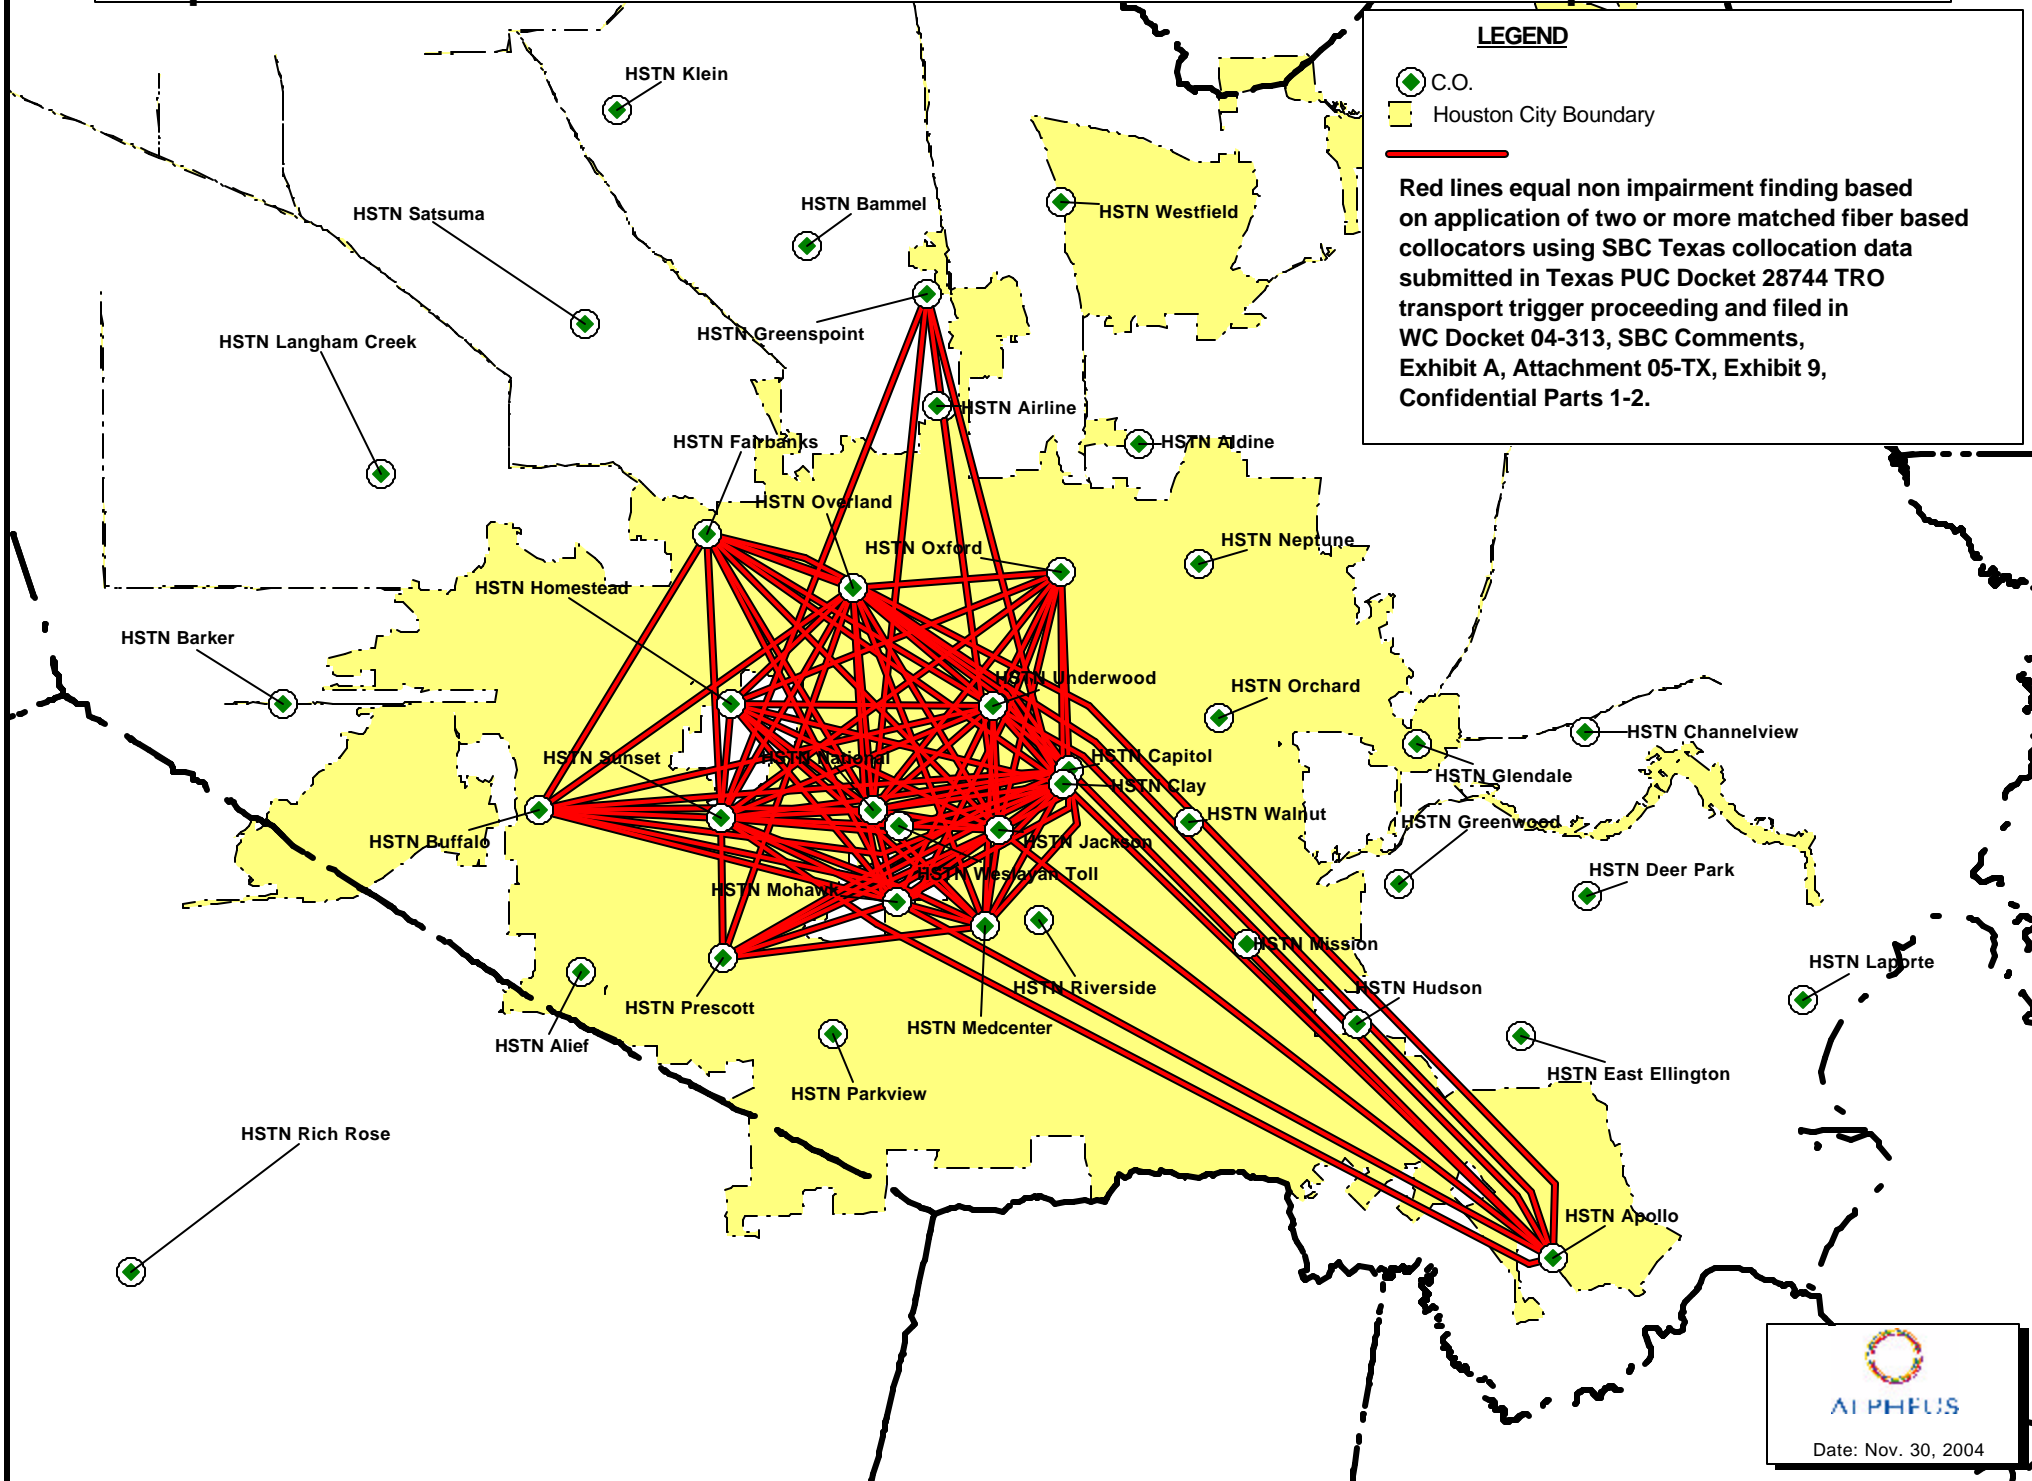 LEGEND
C.O.
Houston City Boundary
Red lines equal non impairment finding based
on application of two or more matched fiber based
collocators using SBC Texas collocation data
submitted in Texas PUC Docket 28744 TRO
transport trigger proceeding and filed in
WC Docket 04-313, SBC Comments,
Exhibit A, Attachment 05-TX, Exhibit 9,
Confidential Parts 1-2.
HSTN Klein
HSTN Bammel
HSTN Westfield
HSTN Satsuma
HSTN Greenspoint
HSTN Langham Creek
HSTN Airline
HSTN Fairbanks
HSTN Aldine
HSTN Overland
HSTN Oxford
HSTN Neptune
HSTN Homestead
HSTN Barker
HSTN Underwood
HSTN Orchard
HSTN Channelview
HSTN Sunset
HSTN National
HSTN Capitol
HSTN Glendale
HSTN Clay
HSTN Walnut
HSTN Greenwood
HSTN Buffalo
HSTN Jackson
HSTN Deer Park
HSTN Weslayan Toll
HSTN Mohawk
HSTN Mission
HSTN Laporte
HSTN Riverside
HSTN Hudson
HSTN Prescott
HSTN Medcenter
HSTN Alief
HSTN East Ellington
HSTN Parkview
HSTN Rich Rose
HSTN Apollo
ALPHEUS
Date: Nov. 30, 2004